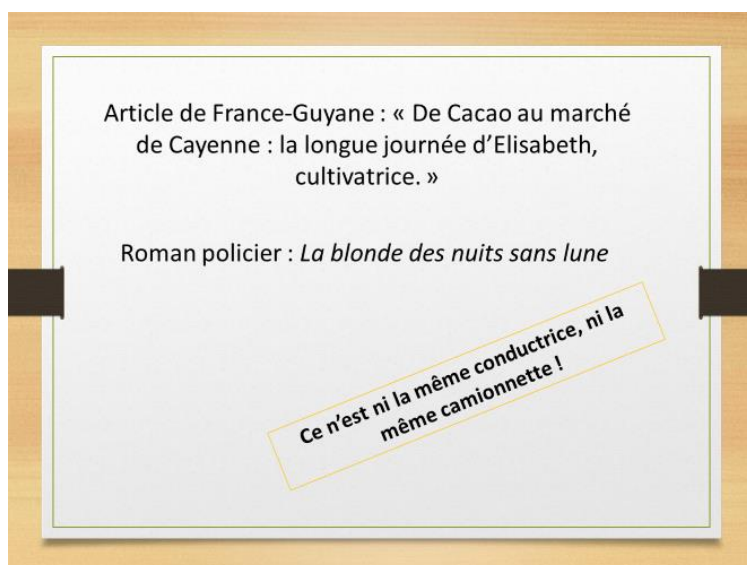 Article de France-Guyane : « De Cacao au marché
de Cayenne : la longue journée d’Elisabeth,
cultivatrice. »
Roman policier : La blonde des nuits sans lune
Ce n’est ni la même conductrice, ni la
même camionnette !